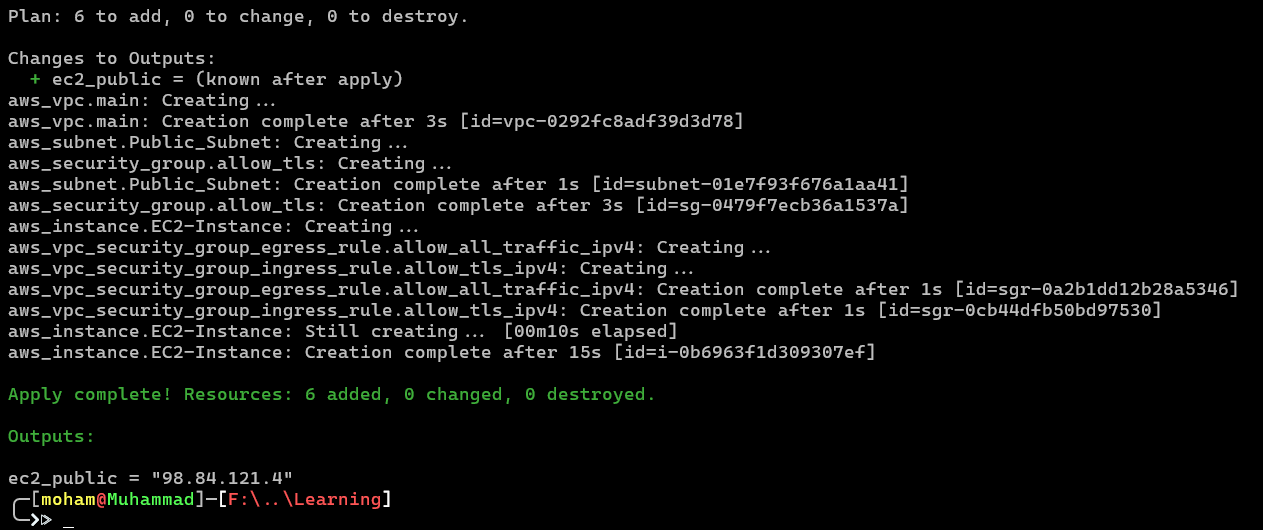 Plan: 6 to add, 0 to change, 0 to destroy.
Changes to Outputs:
+ ec2_public = (known after apply)
aws_vpc.main: Creating...
aws_vpc.main: Creation complete after 3s [id=vpc-0292fc8adf39d3d78]
aws_subnet.Public_Subnet: Creating...
aws_security_group.allow_tls: Creating...
aws_subnet.Public_Subnet: Creation complete after 1s [id=subnet-01e7f93f676a1aa41]
aws_security_group.allow_tls: Creation complete after 3s [id=sg-0479f7ecb36a1537a]
aws_instance.EC2-Instance: Creating...
aws_vpc_security_group_egress_rule.allow_all_traffic_ipv4: Creating...
aws_vpc_security_group_ingress_rule.allow_tls_ipv4: Creating...
aws_vpc_security_group_egress_rule.allow_all_traffic_ipv4: Creation complete after 1s [id=sgr-0a2b1dd12b28a5346]
aws_vpc_security_group_ingress_rule.allow_tls_ipv4: Creation complete after 1s [id=sgr-0cb44dfb50bd97530]
aws_instance.EC2-Instance: Still creating... [00m10s elapsed]
aws_instance.EC2-Instance: Creation complete after 15s [id=i-0b6963f1d309307ef]
Apply complete! Resources: 6 added, 0 changed, 0 destroyed.
Outputs:
ec2_public = "98.84.121.4"
[moham@Muhammad]-[F:\..\Learning]